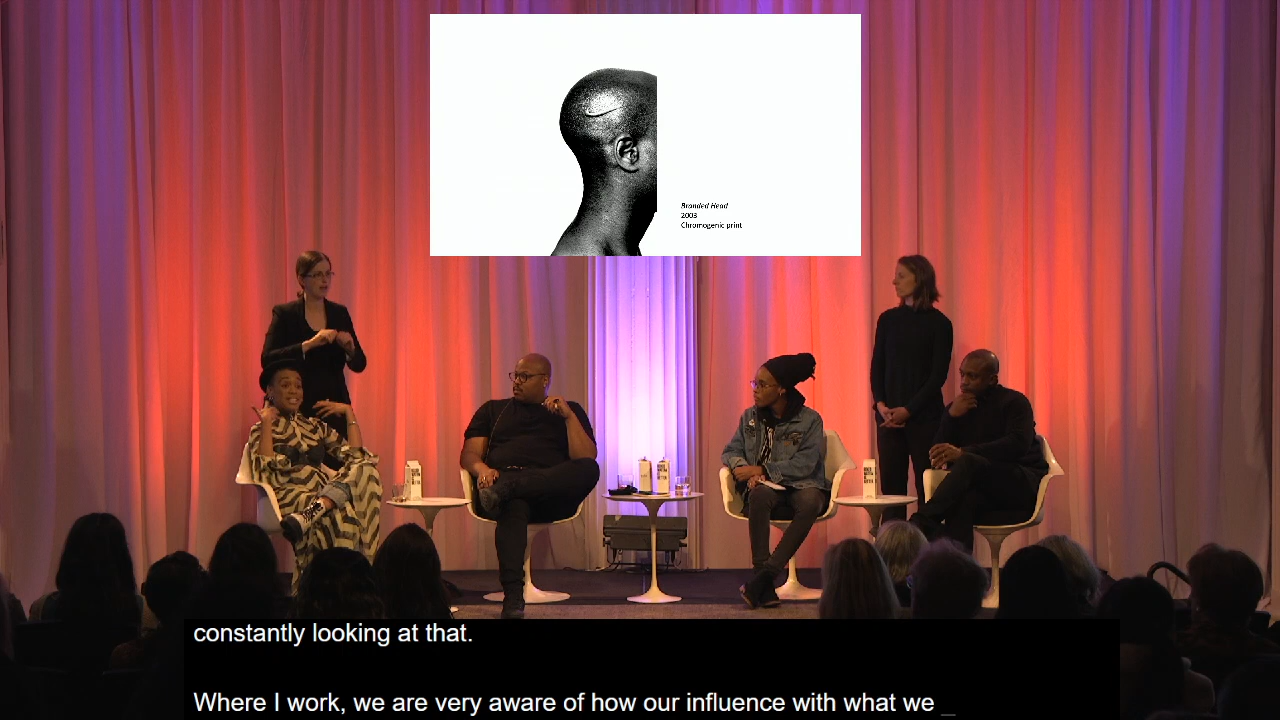 Branded Head
2003
Chromogenic print
constantly looking at that.
Where I work, we are very aware of how our influence with what we _